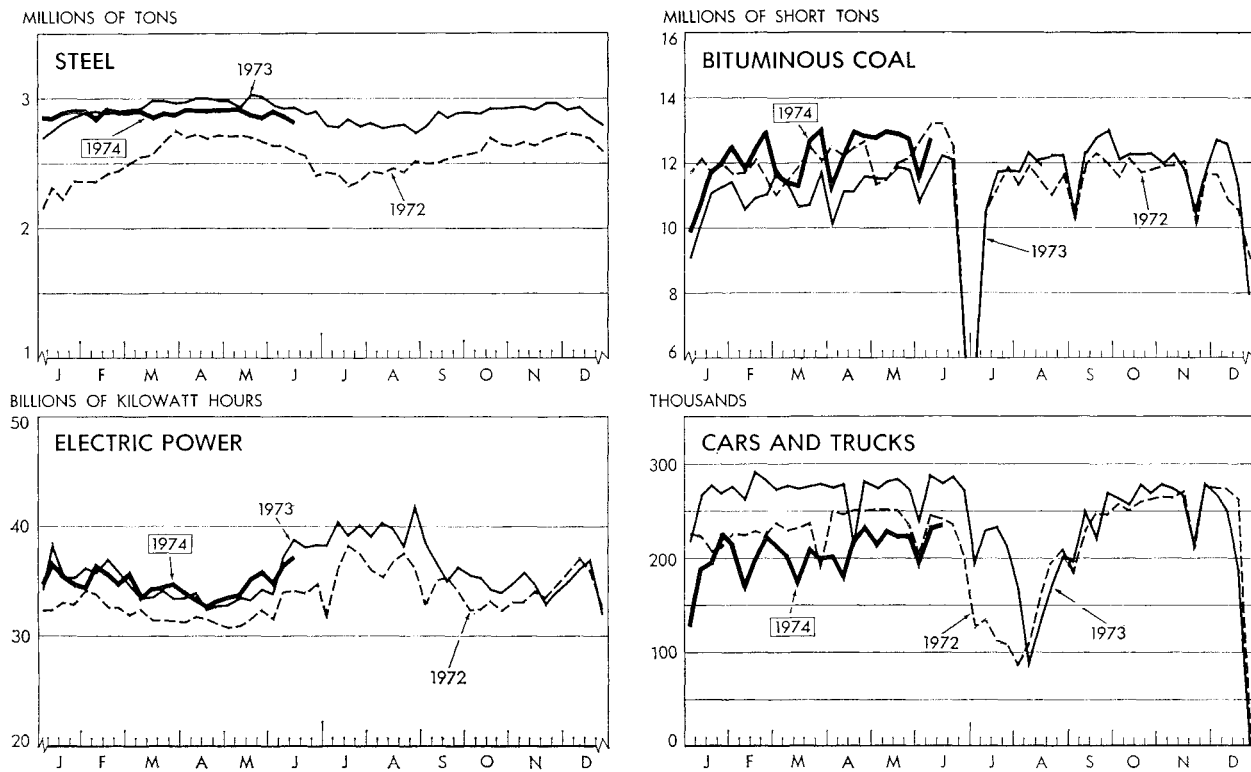 MILLIONS OF TONS
STEEL
3
2
1
1973
1974
1972
J F M A M J J A S O N D
MILLIONS OF SHORT TONS
16
BITUMINOUS COAL
14
12
10
8
6
1974
1972
1973
J F M A M J J A S O N D
BILLIONS OF KILOWATT HOURS
50
ELECTRIC POWER
40
30
20
1973
1974
1972
J F M A M J J A S O N D
THOUSANDS
CARS AND TRUCKS
300
200
100
0
1974
1972
1973
J F M A M J J A S O N D